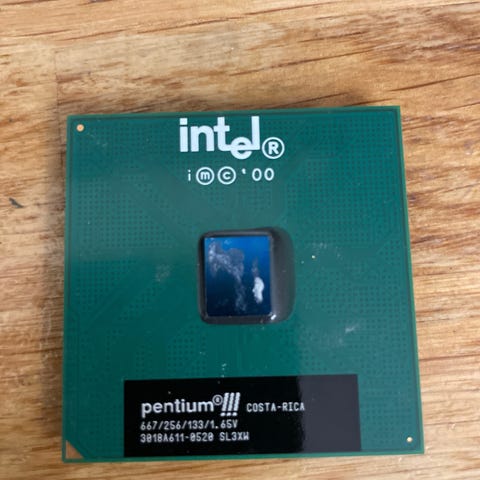 intel®
i ⓜ ⓒ '00
pentium® !!! COSTA-RICA
667/256/133/1.65V
3018A611-0520 SL3XW